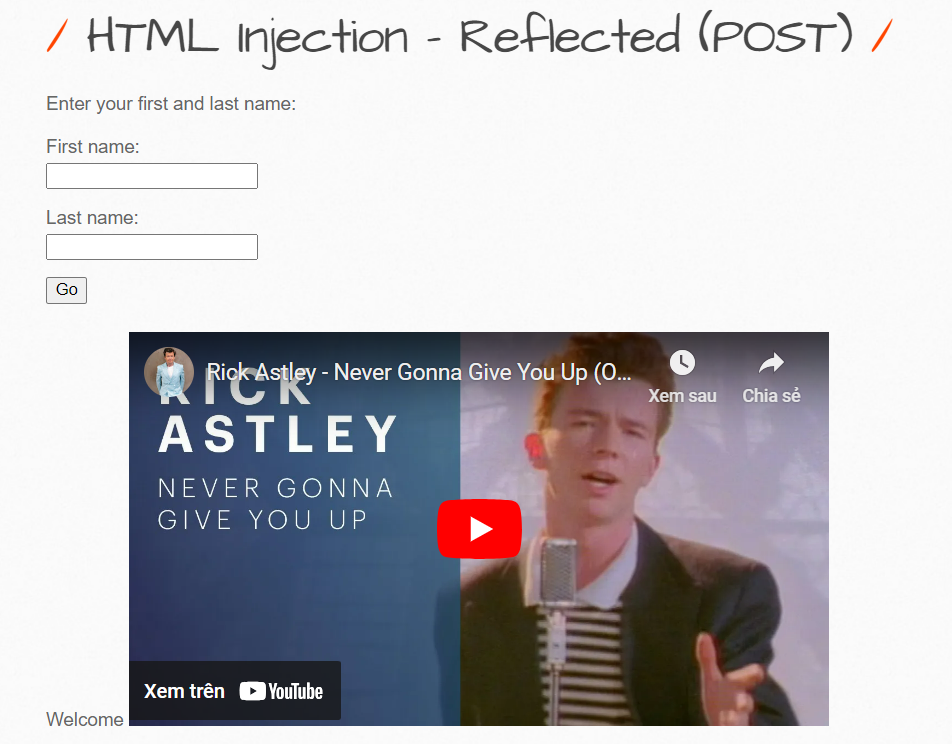 / HTML Injection - Reflected (POST) /
Enter your first and last name:
First name:
Last name:
Go
Rick Astley - Never Gonna Give You Up (O...
Xem sau
Chia sẻ
RICK
ASTLEY
NEVER GONNA
GIVE YOU UP
Xem trên YouTube
Welcome